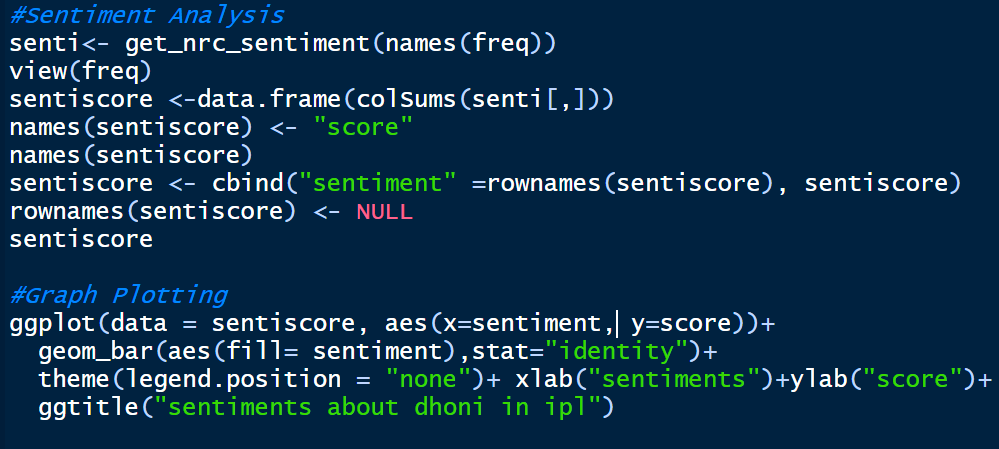 #Sentiment Analysis
senti<- get_nrc_sentiment(names(freq))
view(freq)
sentiscore <-data.frame(colSums(senti[,]))
names(sentiscore) <- "score"
names(sentiscore)
sentiscore <- cbind("sentiment" =rownames(sentiscore), sentiscore)
rownames(sentiscore) <- NULL
sentiscore

#Graph Plotting
ggplot(data = sentiscore, aes(x=sentiment, y=score))+
  geom_bar(aes(fill= sentiment),stat="identity")+
  theme(legend.position = "none")+ xlab("sentiments")+ylab("score")+
  ggtitle("sentiments about dhoni in ipl")